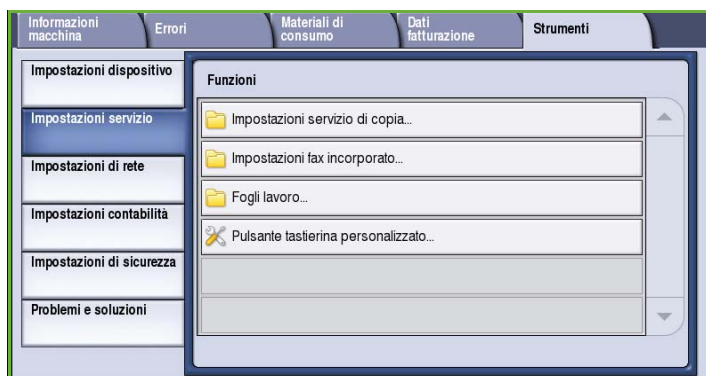 Informazioni
macchina
Errori
Materiali di
consumo
Dati
fatturazione
Strumenti
Impostazioni dispositivo
Impostazioni servizio
Impostazioni di rete
Impostazioni contabilità
Impostazioni di sicurezza
Problemi e soluzioni
Funzioni
Impostazioni servizio di copia...
Impostazioni fax incorporato...
Fogli lavoro...
Pulsante tastierina personalizzato...